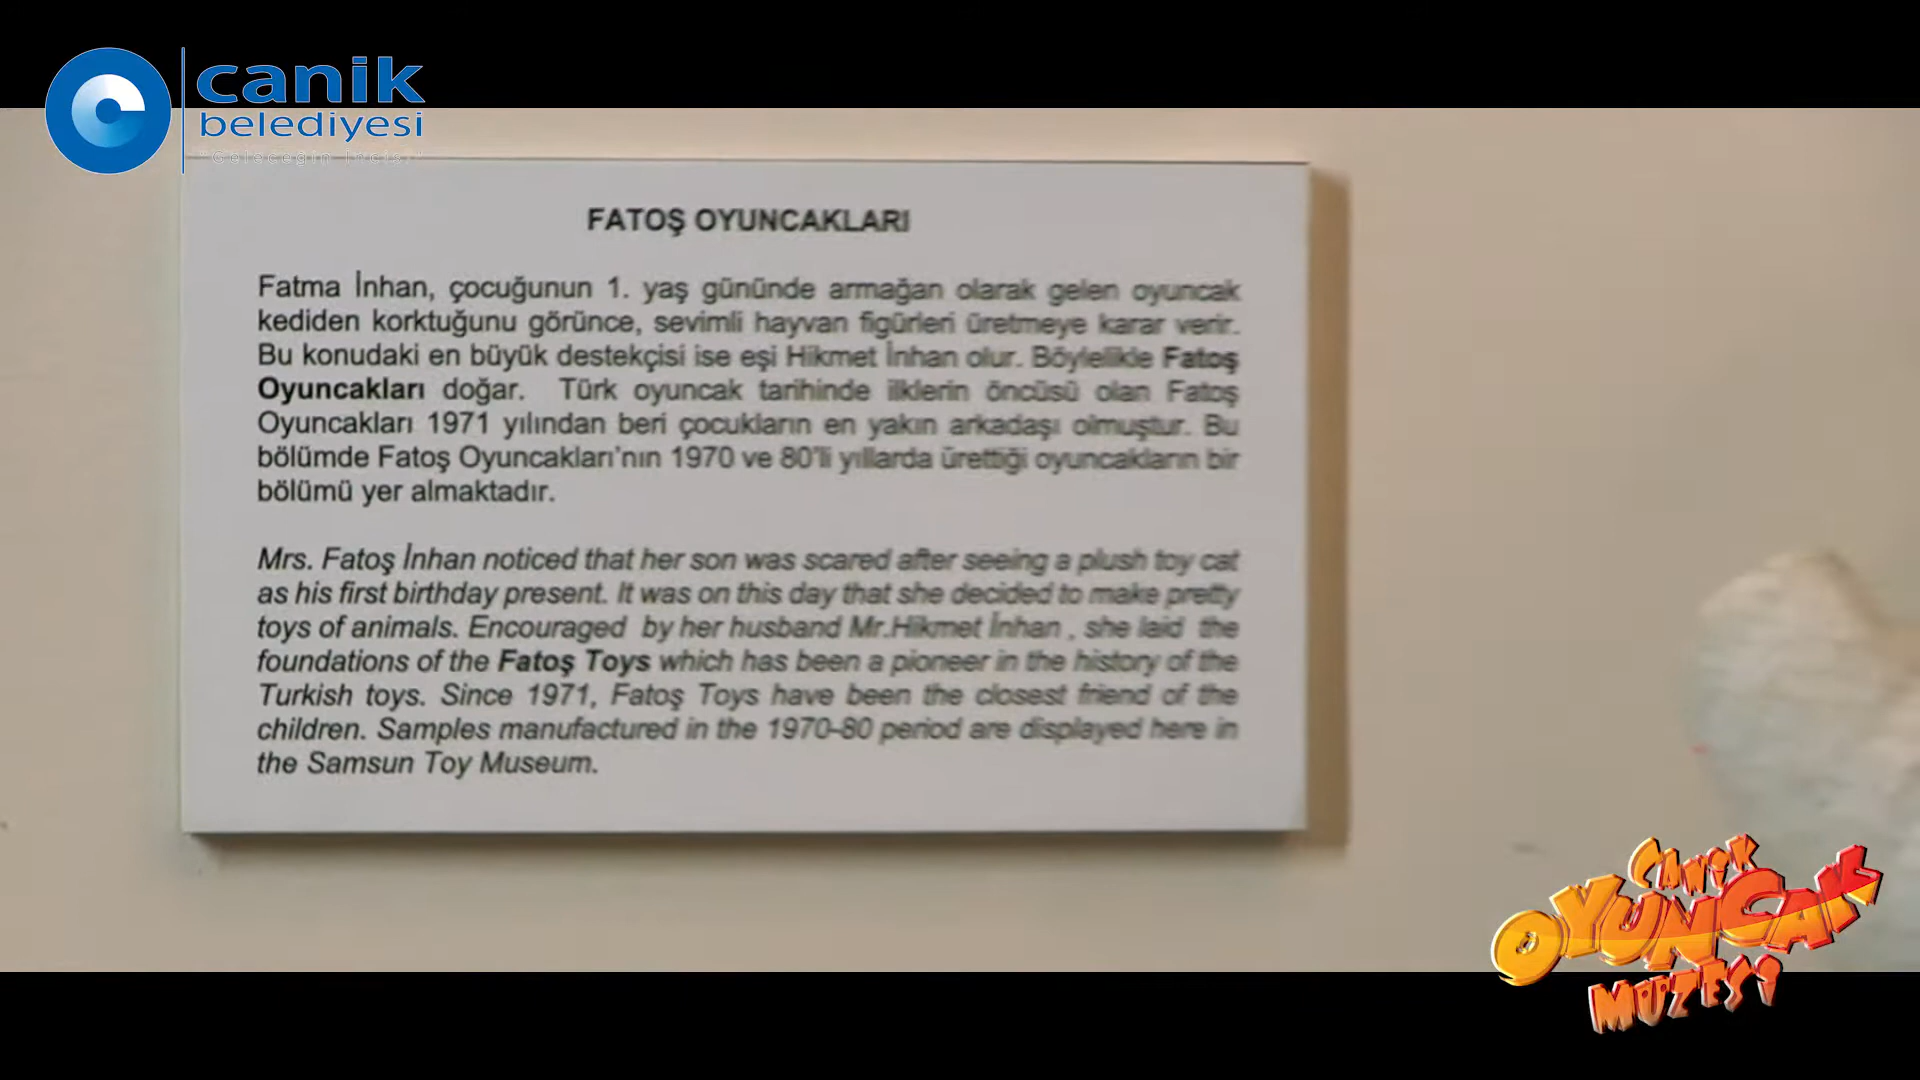 canik
belediyesi
"Geleceğin İncisi"
FATOŞ OYUNCAKLARI
Fatma İnhan, çocuğunun 1. yaş gününde armağan olarak gelen oyuncak
kediden korktuğunu görünce, sevimli hayvan figürleri üretmeye karar verir.
Bu konudaki en büyük destekçisi ise eşi Hikmet İnhan olur. Böylelikle Fatoş
Oyuncakları doğar. Türk oyuncak tarihinde ilklerin öncüsü olan Fatoş
Oyuncakları 1971 yılından beri çocukların en yakın arkadaşı olmuştur. Bu
bölümde Fatoş Oyuncakları'nın 1970 ve 80'li yıllarda ürettiği oyuncakların bir
bölümü yer almaktadır.
Mrs. Fatoş İnhan noticed that her son was scared after seeing a plush toy cat
as his first birthday present. It was on this day that she decided to make pretty
toys of animals. Encouraged by her husband Mr.Hikmet İnhan , she laid the
foundations of the Fatoş Toys which has been a pioneer in the history of the
Turkish toys. Since 1971, Fatoş Toys have been the closest friend of the
children. Samples manufactured in the 1970-80 period are displayed here in
the Samsun Toy Museum.
CANiK
OYUNCAK
MÜZESi